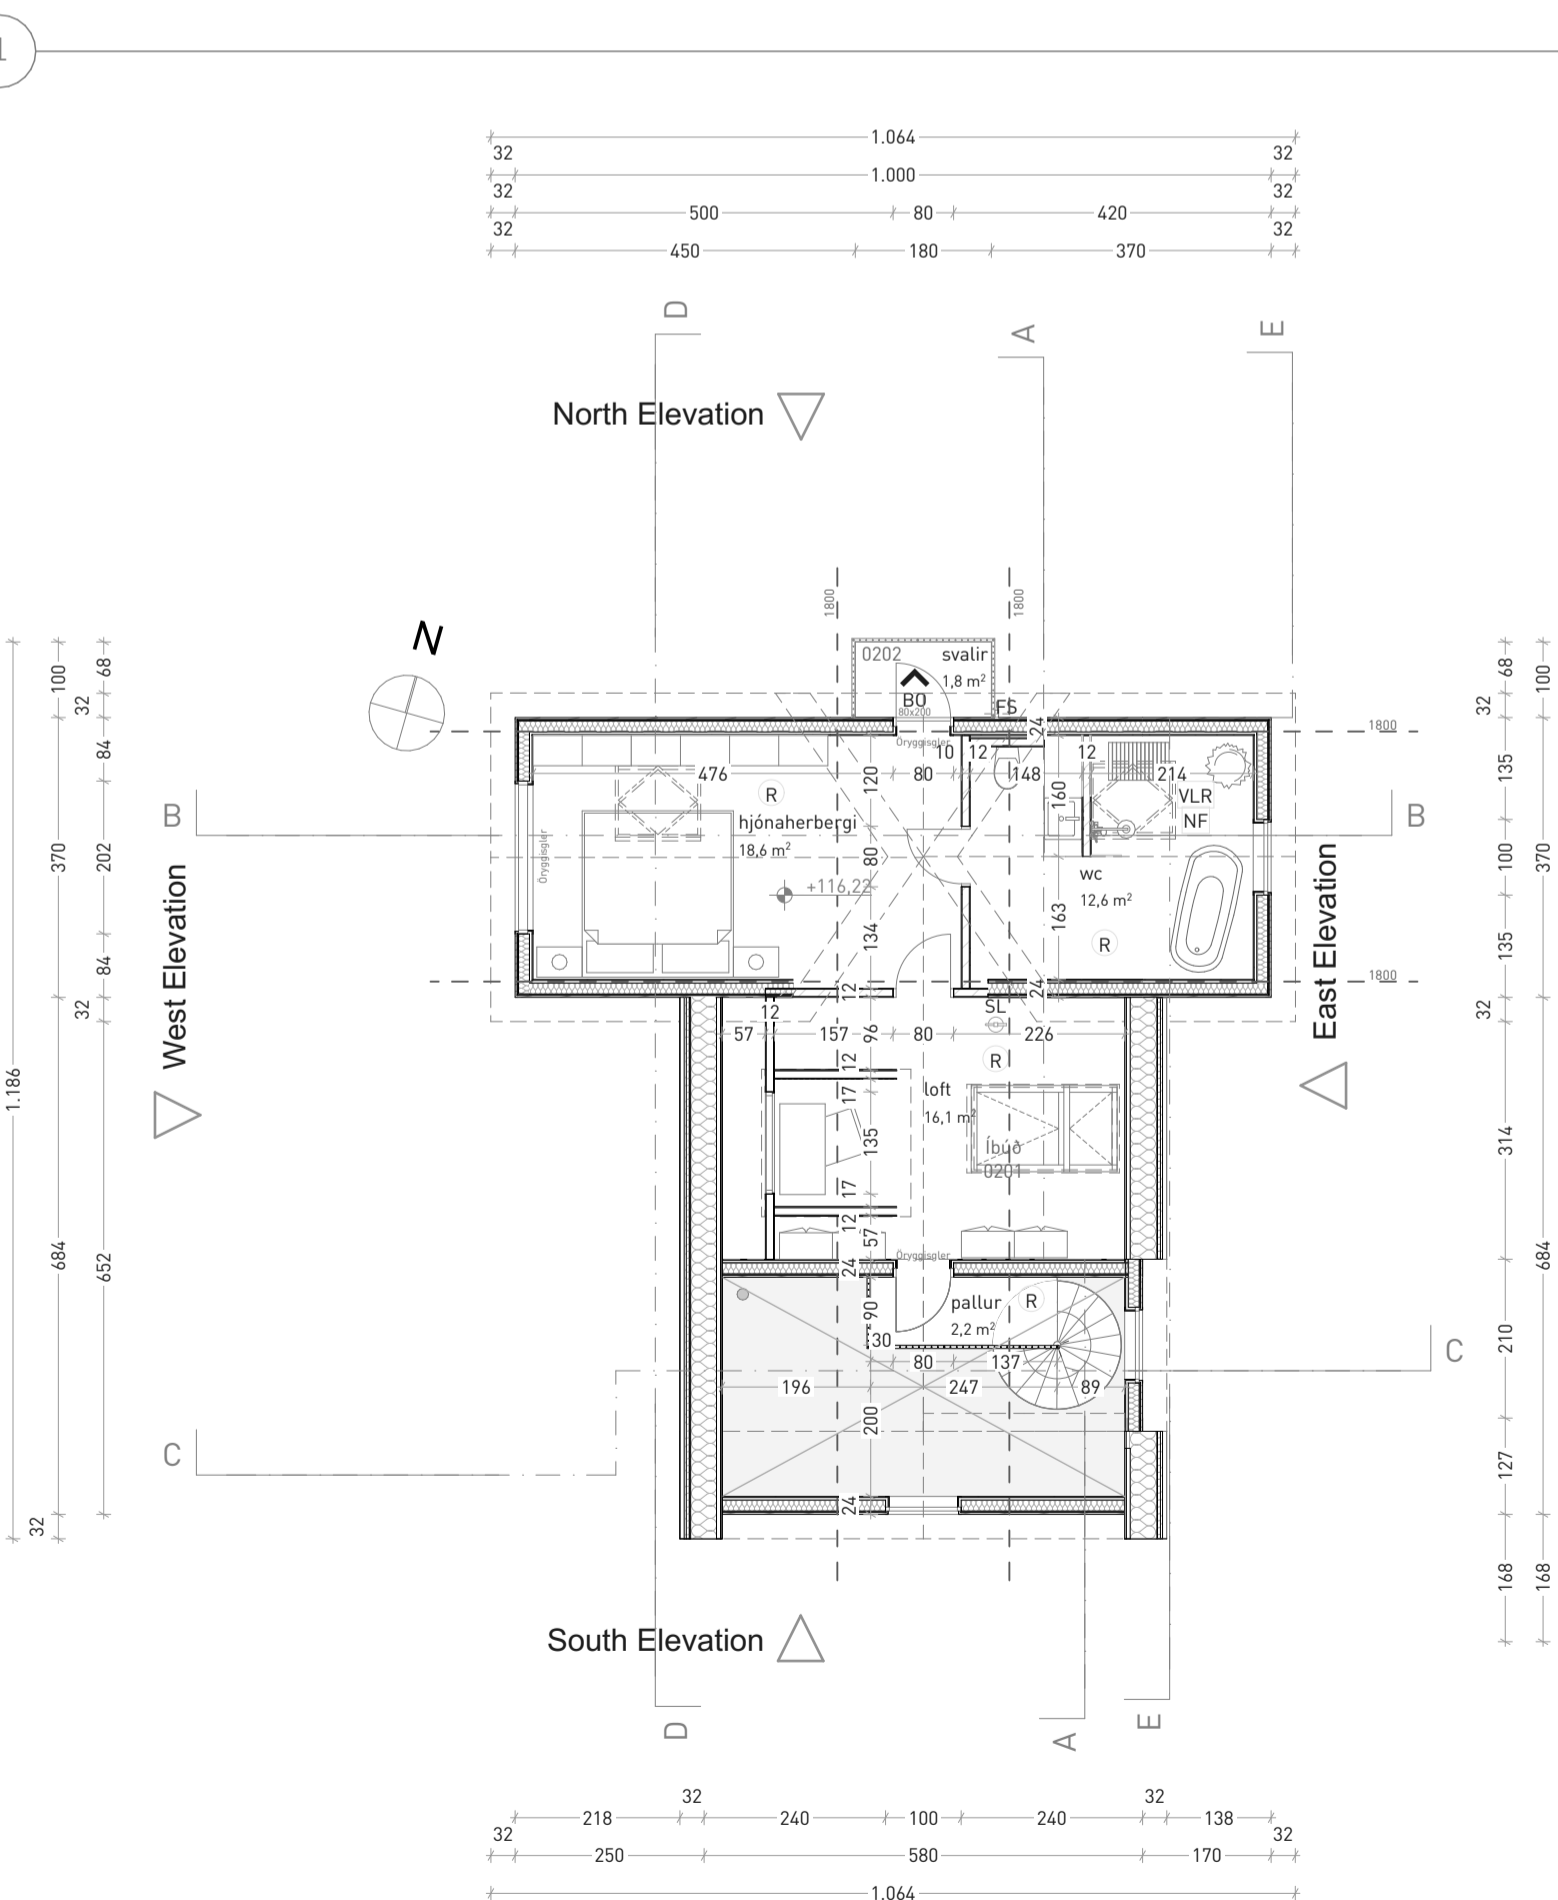 1
1.064
32
32
1.000
32
32
500
80
420
32
32
450
180
370
D
A
E
North Elevation
1800
1800
N
0202
svalir
1,8 m²
BO
80x200
FS
24
1800
Öryggisgler
10
12
12
476
120
80
148
160
214
R
VLR
NF
hjónaherbergi
18,6 m²
B
B
Öryggisgler
80
wc
12,6 m²
+116,22
134
163
R
West Elevation
East Elevation
1800
12
24
12
SL
57
157
96
80
226
12
R
17
loft
16,1 m²
135
Íbúð
0201
17
12
57
Öryggisgler
24
90
pallur
2,2 m²
R
30
80
137
196
247
89
200
C
C
24
South Elevation
D
A
E
1.186
100
370
684
32
68
32
84
202
84
32
652
68
32
135
100
135
32
314
210
127
168
100
370
684
168
32
32
218
240
100
240
138
32
32
250
580
170
1.064